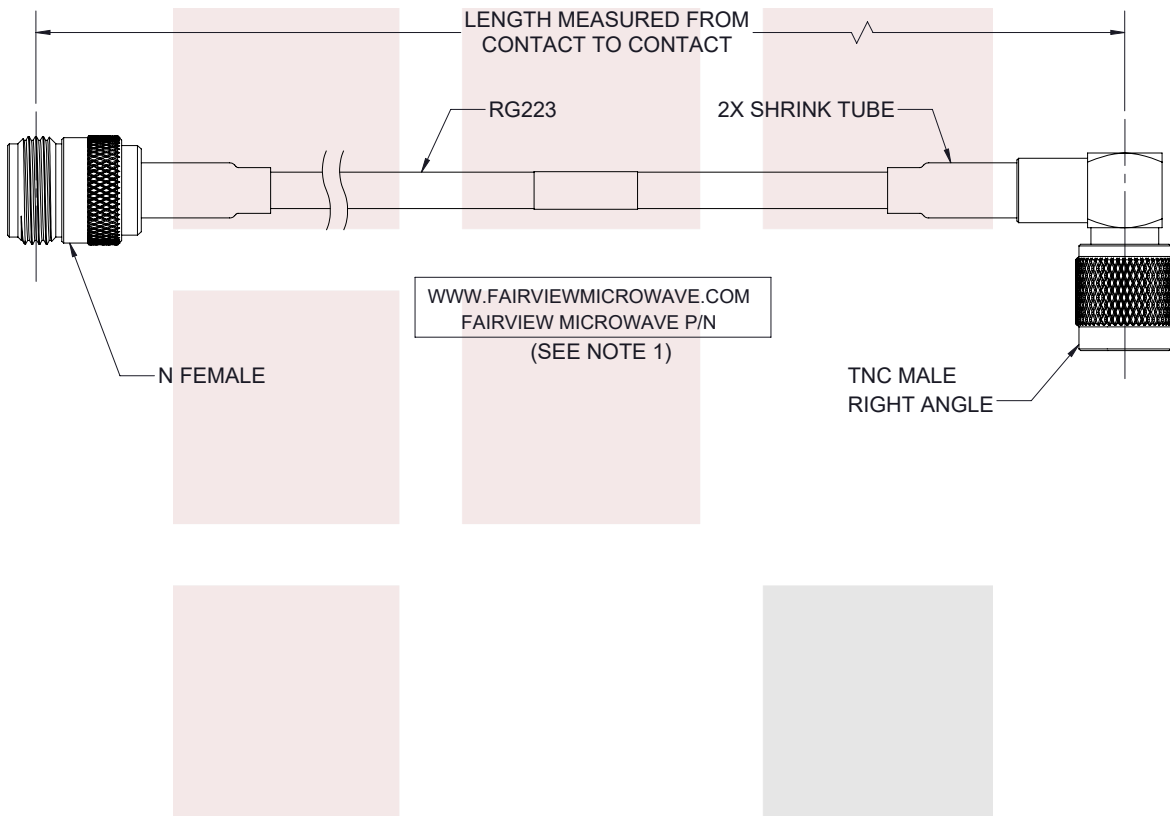 LENGTH MEASURED FROM
CONTACT TO CONTACT
RG223
2X SHRINK TUBE
WWW.FAIRVIEWMICROWAVE.COM
FAIRVIEW MICROWAVE P/N
(SEE NOTE 1)
N FEMALE
TNC MALE
RIGHT ANGLE